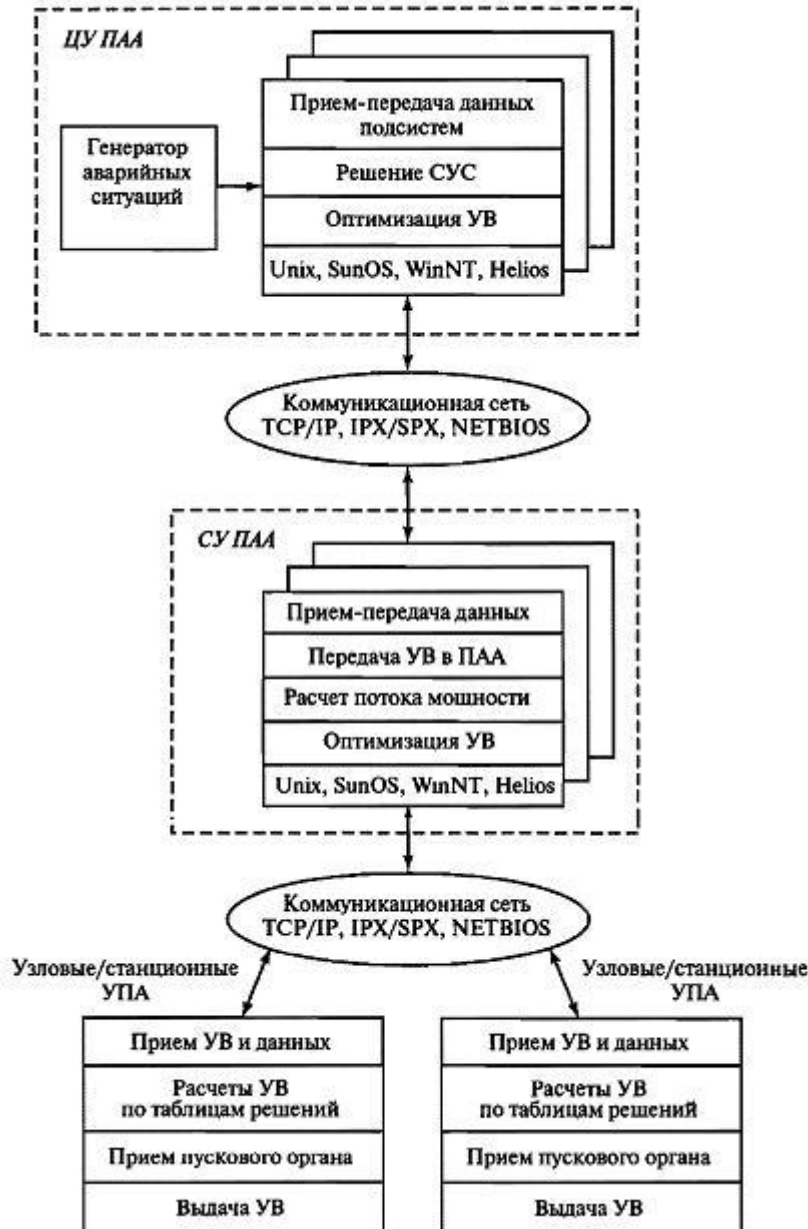 ЦУ ПАА
Генератор
аварийных
ситуаций
Прием-передача данных
подсистем
Решение СУС
Оптимизация УВ
Unix, SunOS, WinNT, Helios
Коммуникационная сеть
TCP/IP, IPX/SPX, NETBIOS
СУ ПАА
Прием-передача данных
Передача УВ в ПАА
Расчет потока мощности
Оптимизация УВ
Unix, SunOS, WinNT, Helios
Коммуникационная сеть
TCP/IP, IPX/SPX, NETBIOS
Узловые/станционные
УПА
Прием УВ и данных
Расчеты УВ
по таблицам решений
Прием пускового органа
Выдача УВ
Узловые/станционные
УПА
Прием УВ и данных
Расчеты УВ
по таблицам решений
Прием пускового органа
Выдача УВ